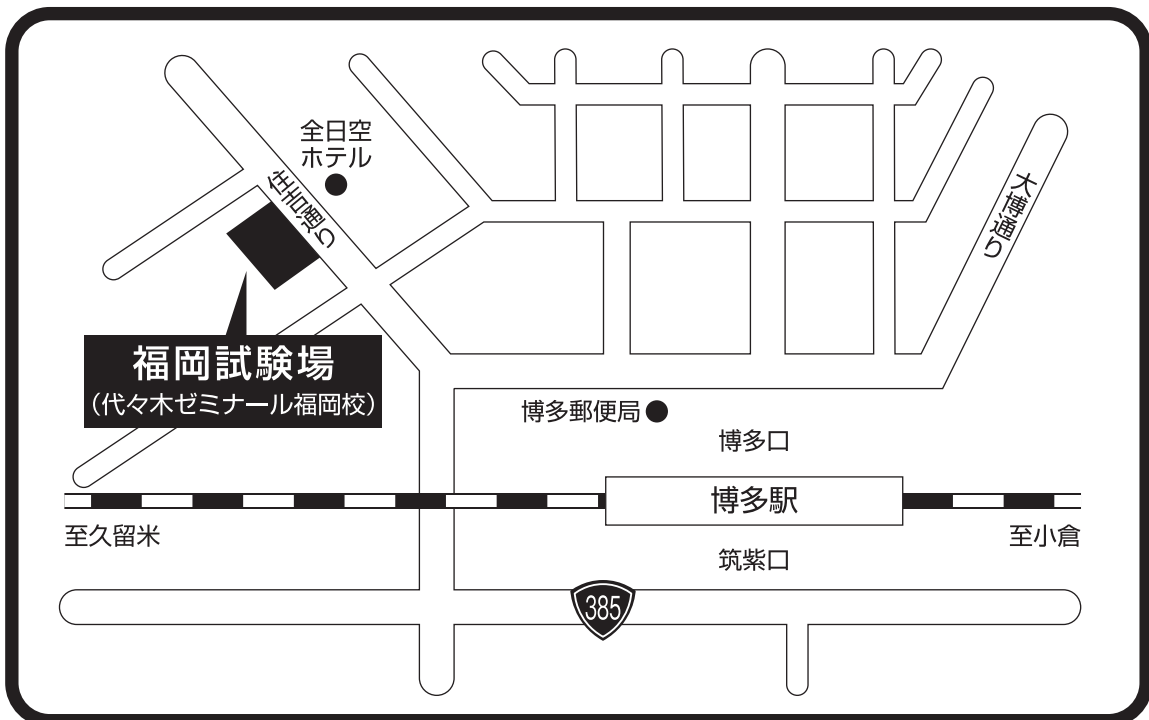 全日空
ホテル
住吉通り
大博通り
福岡試験場
（代々木ゼミナール福岡校）
博多郵便局
博多口
博多駅
至久留米
至小倉
筑紫口
385